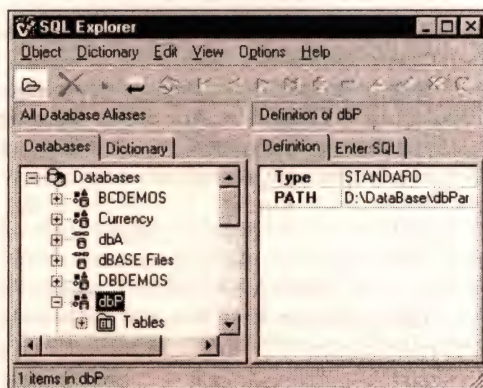 SQL Explorer
Object Dictionary Edit View Options Help
All Database Aliases
Definition of dbP
Databases Dictionary
Definition Enter SQL
Databases
BCDEMOS
Currency
dbA
dBASE Files
DBDEMOS
dbP
Tables
Type STANDARD
PATH D:\DataBase\dbPar
1 items in dbP.